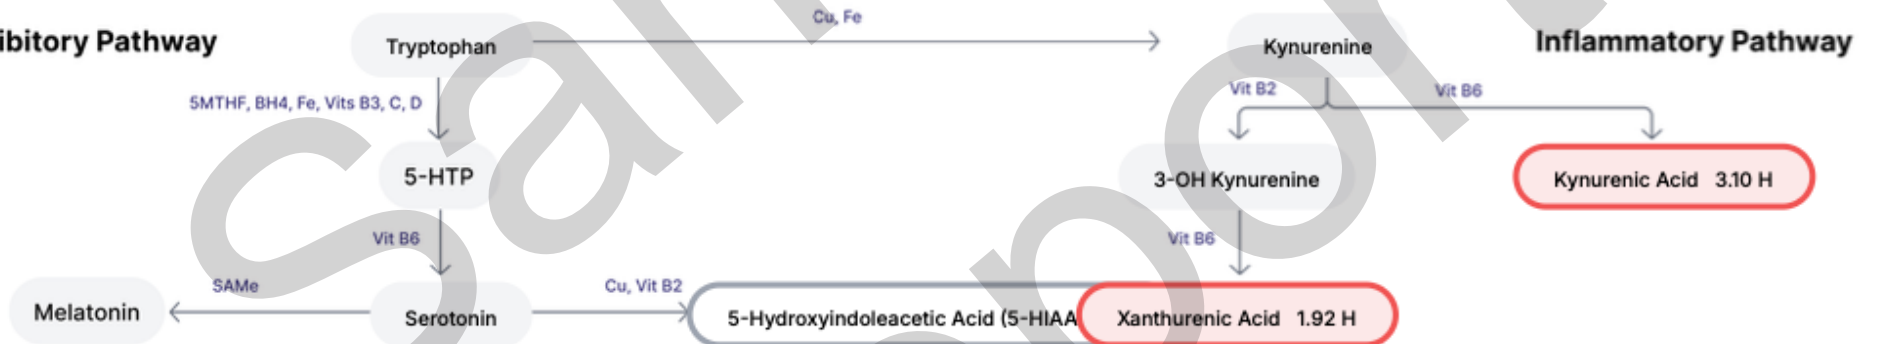 ibitory Pathway
Tryptophan
Cu, Fe
Kynurenine
Inflammatory Pathway
5MTHF, BH4, Fe, Vits B3, C, D
Vit B2
Vit B6
5-HTP
3-OH Kynurenine
Kynurenic Acid 3.10 H
Vit B6
Vit B6
SAMe
Cu, Vit B2
Melatonin
Serotonin
5-Hydroxyindoleacetic Acid (5-HIAA
Xanthurenic Acid 1.92 H